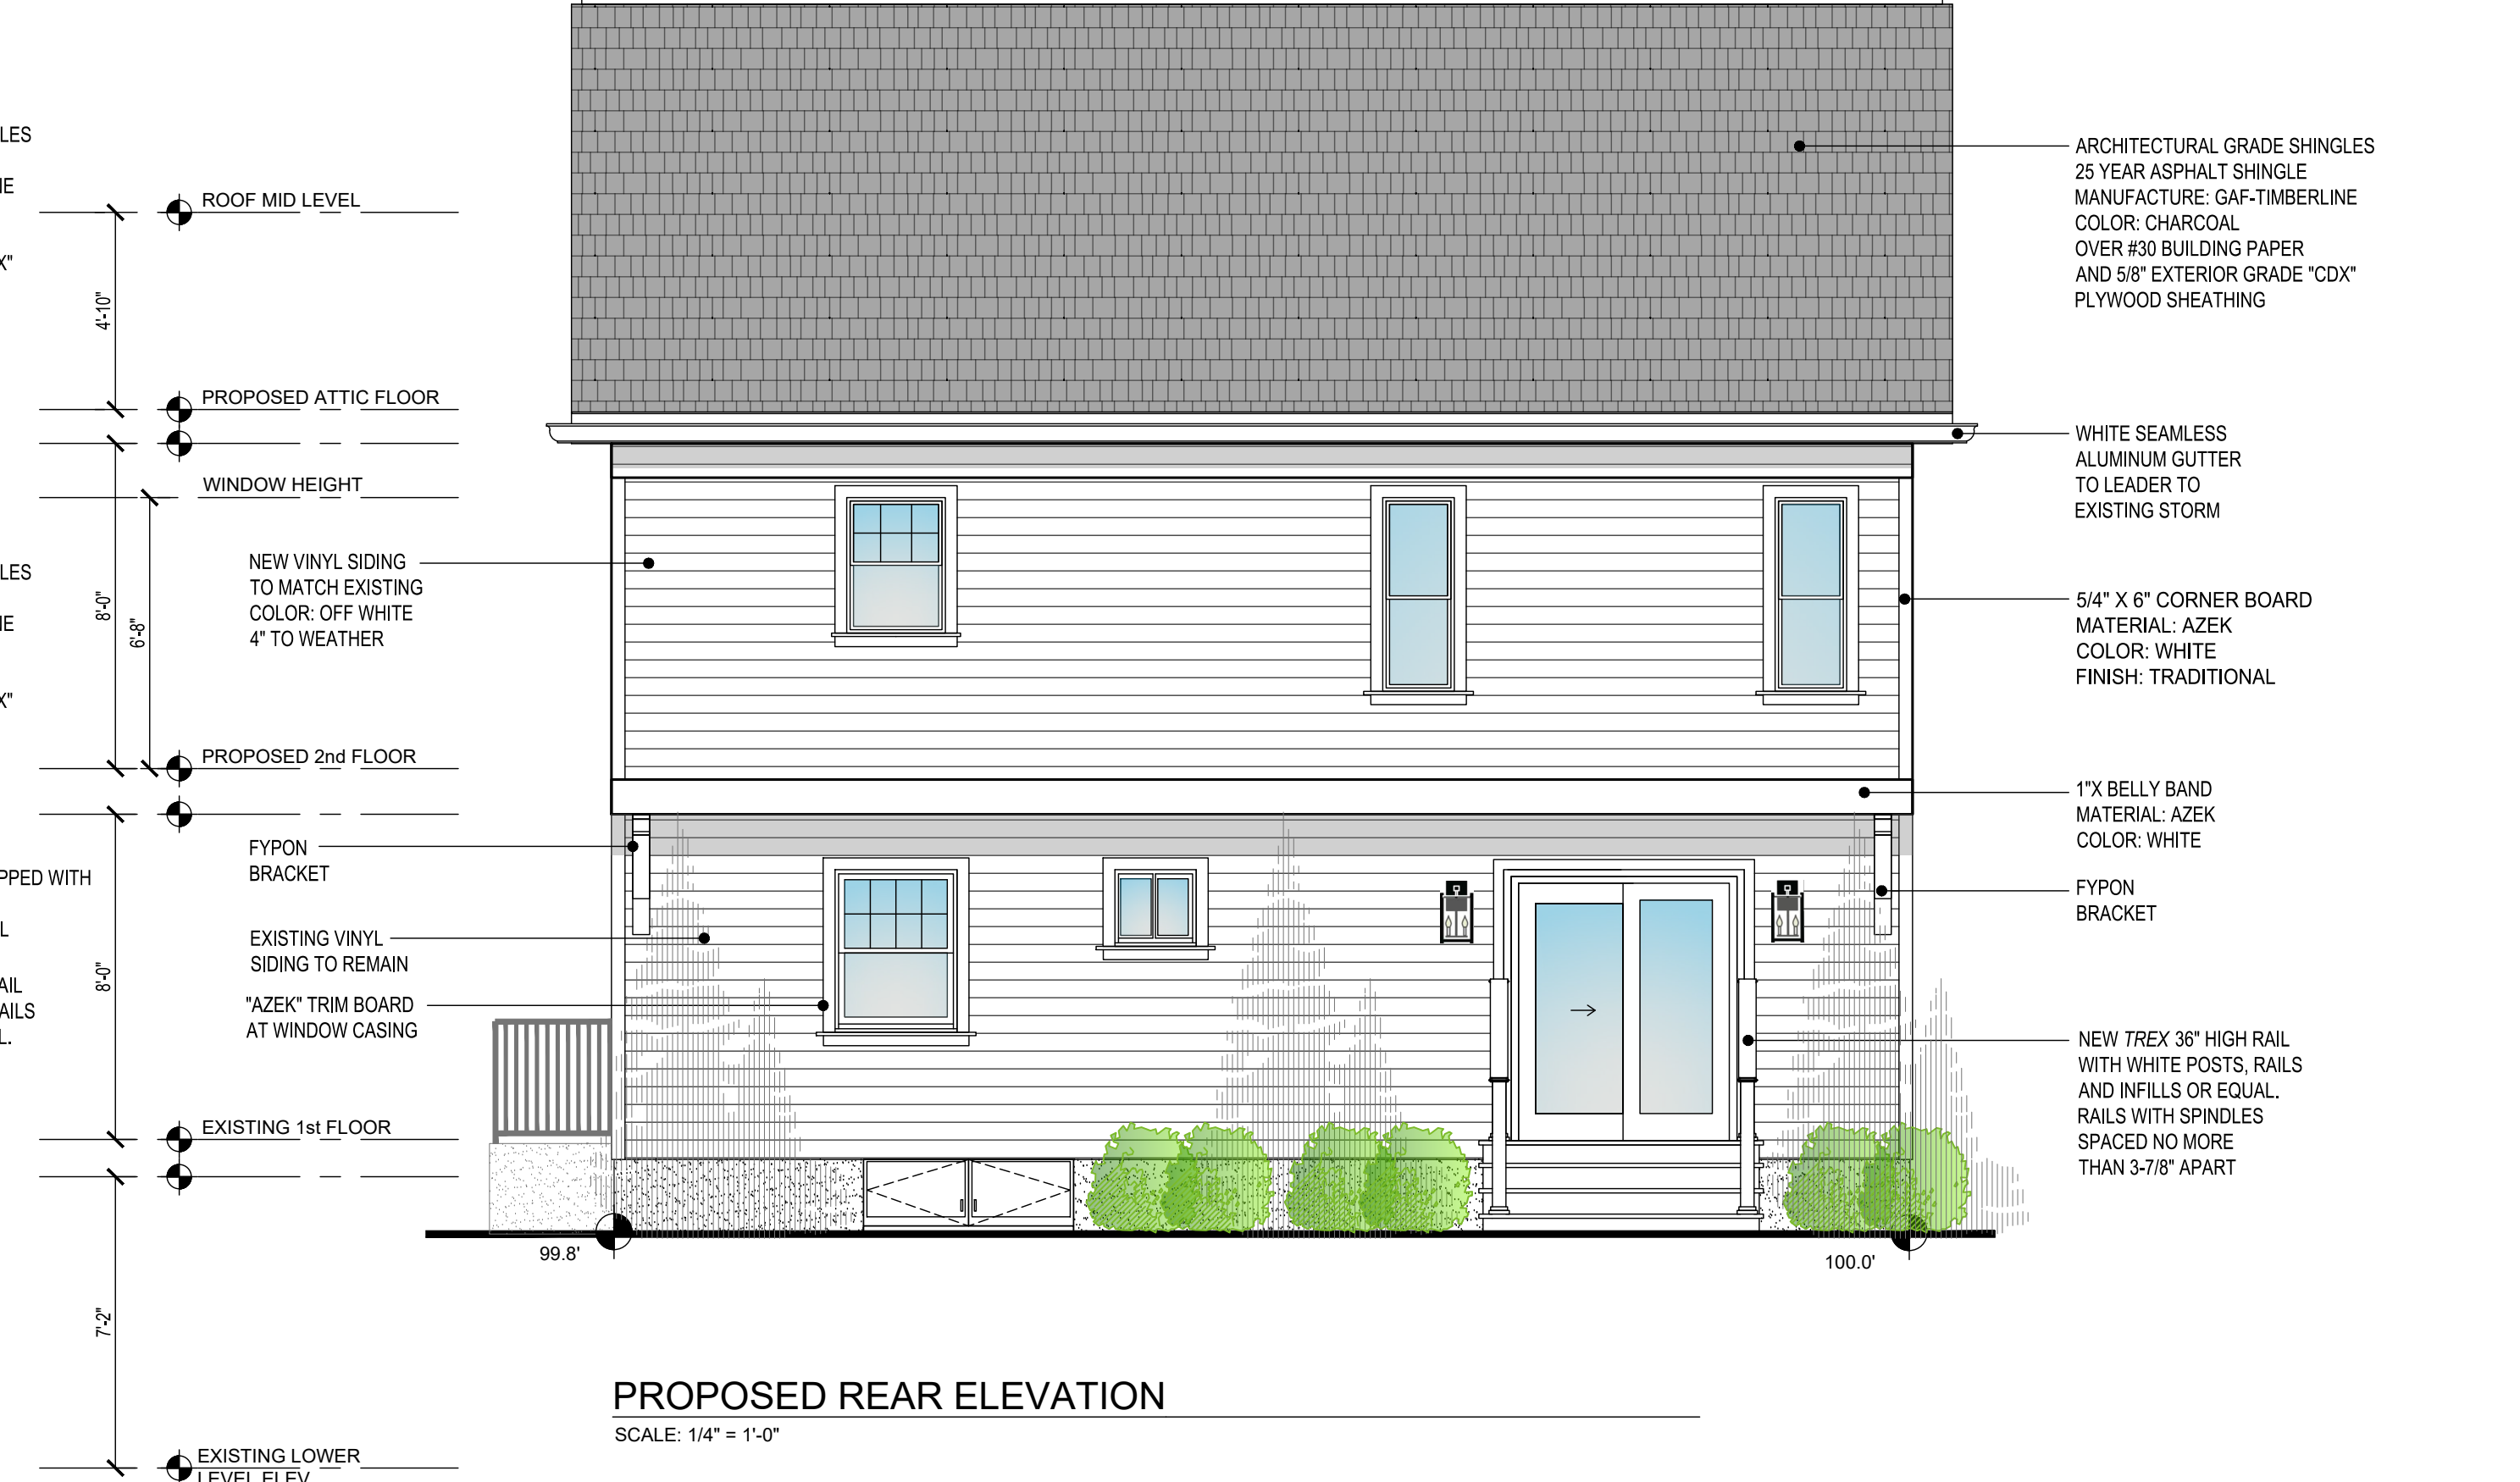 LES
ROOF MID LEVEL
4'-10"
PROPOSED ATTIC FLOOR
WINDOW HEIGHT
LES
8'-0"
6'-8"
PROPOSED 2nd FLOOR
PPED WITH
8'-0"
EXISTING 1st FLOOR
7'-2"
EXISTING LOWER
LEVEL ELEV
NEW VINYL SIDING
TO MATCH EXISTING
COLOR: OFF WHITE
4" TO WEATHER
FYPON
BRACKET
EXISTING VINYL
SIDING TO REMAIN
"AZEK" TRIM BOARD
AT WINDOW CASING
ARCHITECTURAL GRADE SHINGLES
25 YEAR ASPHALT SHINGLE
MANUFACTURE: GAF-TIMBERLINE
COLOR: CHARCOAL
OVER #30 BUILDING PAPER
AND 5/8" EXTERIOR GRADE "CDX"
PLYWOOD SHEATHING
WHITE SEAMLESS
ALUMINUM GUTTER
TO LEADER TO
EXISTING STORM
5/4" X 6" CORNER BOARD
MATERIAL: AZEK
COLOR: WHITE
FINISH: TRADITIONAL
1"X BELLY BAND
MATERIAL: AZEK
COLOR: WHITE
FYPON
BRACKET
NEW TREX 36" HIGH RAIL
WITH WHITE POSTS, RAILS
AND INFILLS OR EQUAL.
RAILS WITH SPINDLES
SPACED NO MORE
THAN 3-7/8" APART
99.8'
100.0'
PROPOSED REAR ELEVATION
SCALE: 1/4" = 1'-0"